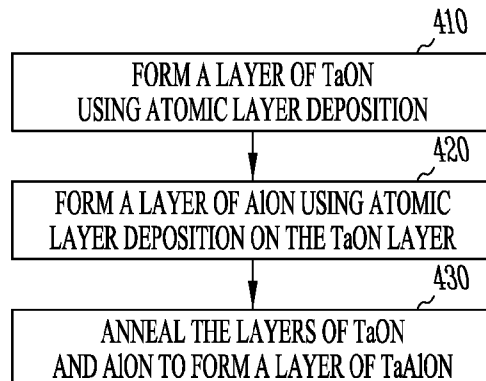 410
FORM A LAYER OF TaON
USING ATOMIC LAYER DEPOSITION
420
FORM A LAYER OF AlON USING ATOMIC
LAYER DEPOSITION ON THE TaON LAYER
430
ANNEAL THE LAYERS OF TaON
AND AlON TO FORM A LAYER OF TaAlON